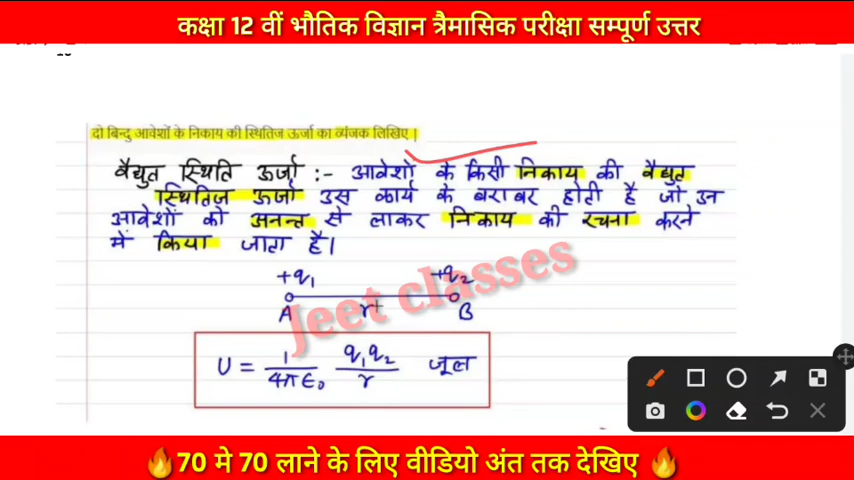 कक्षा 12 वीं भौतिक विज्ञान त्रैमासिक परीक्षा सम्पूर्ण उत्तर
दो बिन्दु आवेशों के निकाय की स्थितिज ऊर्जा का व्यंजक लिखिए।
वैद्युत स्थिति ऊर्जा :- आवेशों के किसी निकाय की वैद्युत
स्थितिज ऊर्जा उस कार्य के बराबर होती है जो उन
आवेशों को अनन्त से लाकर निकाय की रचना करने
में किया जाता है।
+q₁ +q₂
A r B
Jeet classes
U = 1/4πϵ₀ q₁q₂/r जूल
🔥70 मे 70 लाने के लिए वीडियो अंत तक देखिए 🔥